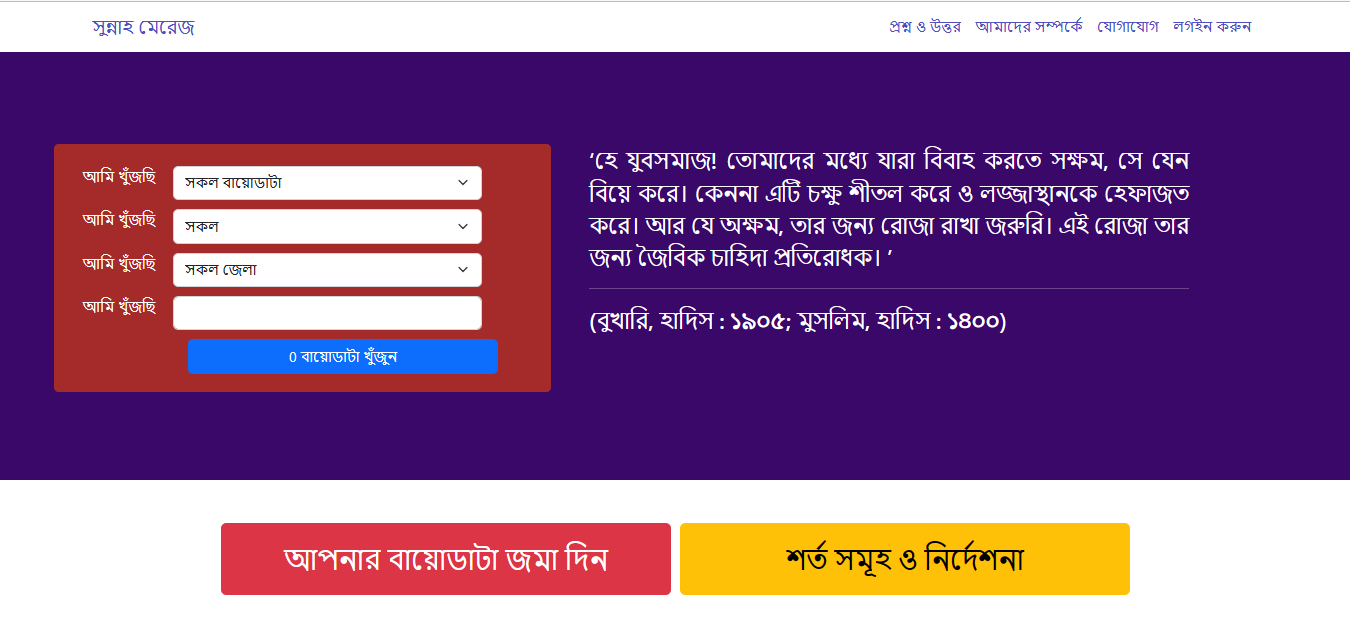 সুন্নাহ মেরেজ
প্রশ্ন ও উত্তর আমাদের সম্পর্কে যোগাযোগ লগইন করুন
আমি খুঁজছি সকল বায়োডাটা
আমি খুঁজছি সকল
আমি খুঁজছি সকল জেলা
আমি খুঁজছি
0 বায়োডাটা খুঁজুন
‘হে যুবসমাজ! তোমাদের মধ্যে যারা বিবাহ করতে সক্ষম, সে যেন
বিয়ে করে। কেননা এটি চক্ষু শীতল করে ও লজ্জাস্থানকে হেফাজত
করে। আর যে অক্ষম, তার জন্য রোজা রাখা জরুরি। এই রোজা তার
জন্য জৈবিক চাহিদা প্রতিরোধক। ’
(বুখারি, হাদিস : ১৯০৫; মুসলিম, হাদিস : ১৪০০)
আপনার বায়োডাটা জমা দিন
শর্ত সমূহ ও নির্দেশনা